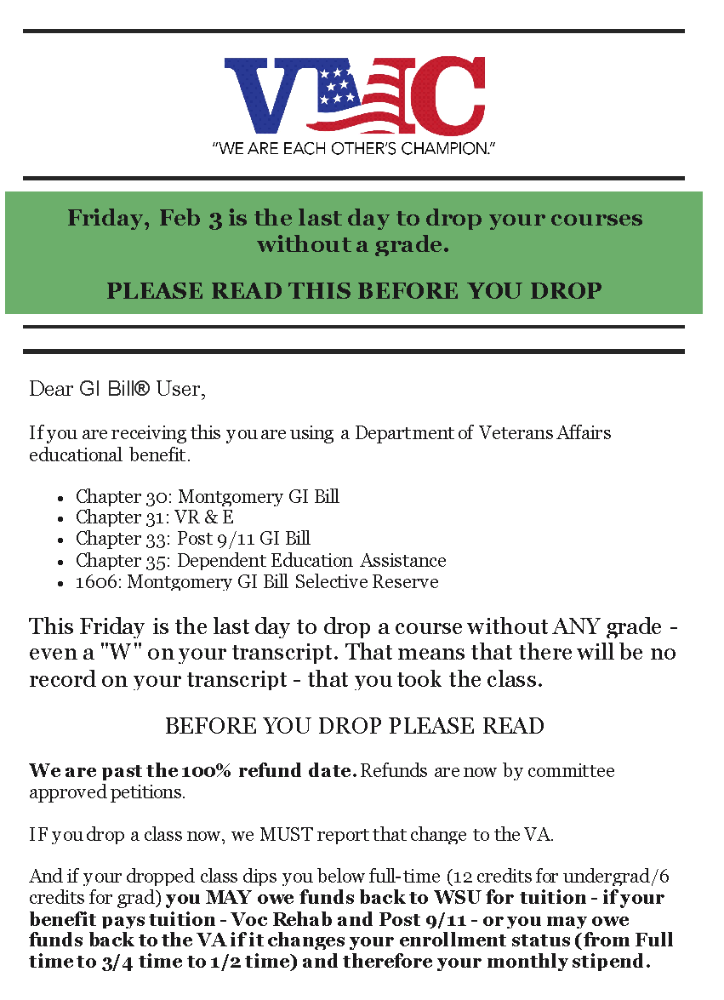 VMC
“WE ARE EACH OTHER’S CHAMPION.”
Friday, Feb 3 is the last day to drop your courses
without a grade.
PLEASE READ THIS BEFORE YOU DROP
Dear GI Bill® User,
If you are receiving this you are using a Department of Veterans Affairs
educational benefit.
• Chapter 30: Montgomery GI Bill
• Chapter 31: VR & E
• Chapter 33: Post 9/11 GI Bill
• Chapter 35: Dependent Education Assistance
• 1606: Montgomery GI Bill Selective Reserve
This Friday is the last day to drop a course without ANY grade -
even a "W" on your transcript. That means that there will be no
record on your transcript - that you took the class.
BEFORE YOU DROP PLEASE READ
We are past the 100% refund date. Refunds are now by committee
approved petitions.
IF you drop a class now, we MUST report that change to the VA.
And if your dropped class dips you below full-time (12 credits for undergrad/6
credits for grad) you MAY owe funds back to WSU for tuition - if your
benefit pays tuition - Voc Rehab and Post 9/11 - or you may owe
funds back to the VA if it changes your enrollment status (from Full
time to 3/4 time to 1/2 time) and therefore your monthly stipend.